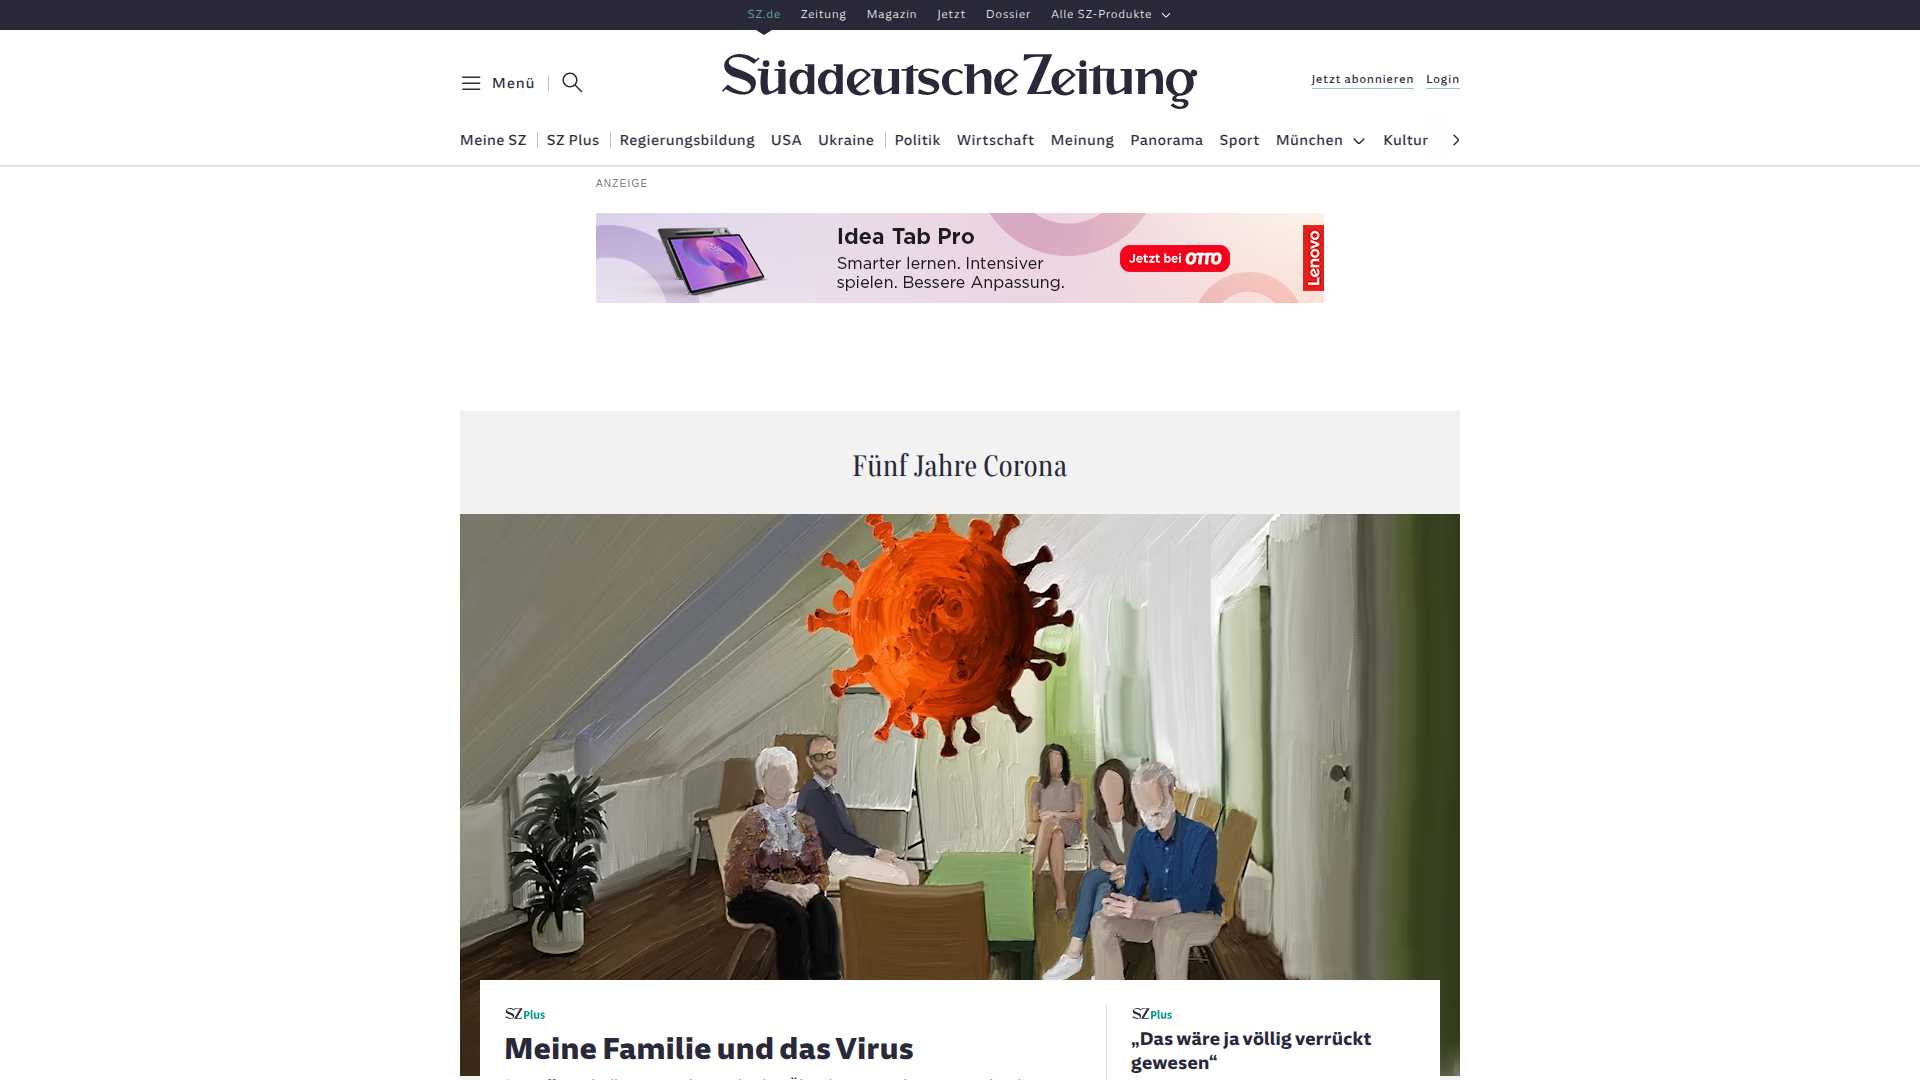 SZ.de Zeitung Magazin Jetzt Dossier Alle SZ-Produkte
Menü
Süddeutsche Zeitung
Jetzt abonnieren Login
Meine SZ SZ Plus Regierungsbildung USA Ukraine Politik Wirtschaft Meinung Panorama Sport München Kultur
ANZEIGE
Idea Tab Pro
Smarter lernen. Intensiver
spielen. Bessere Anpassung.
Jetzt bei OTTO
Lenovo
Fünf Jahre Corona
SZ Plus
Meine Familie und das Virus
SZ Plus
„Das wäre ja völlig verrückt
gewesen“